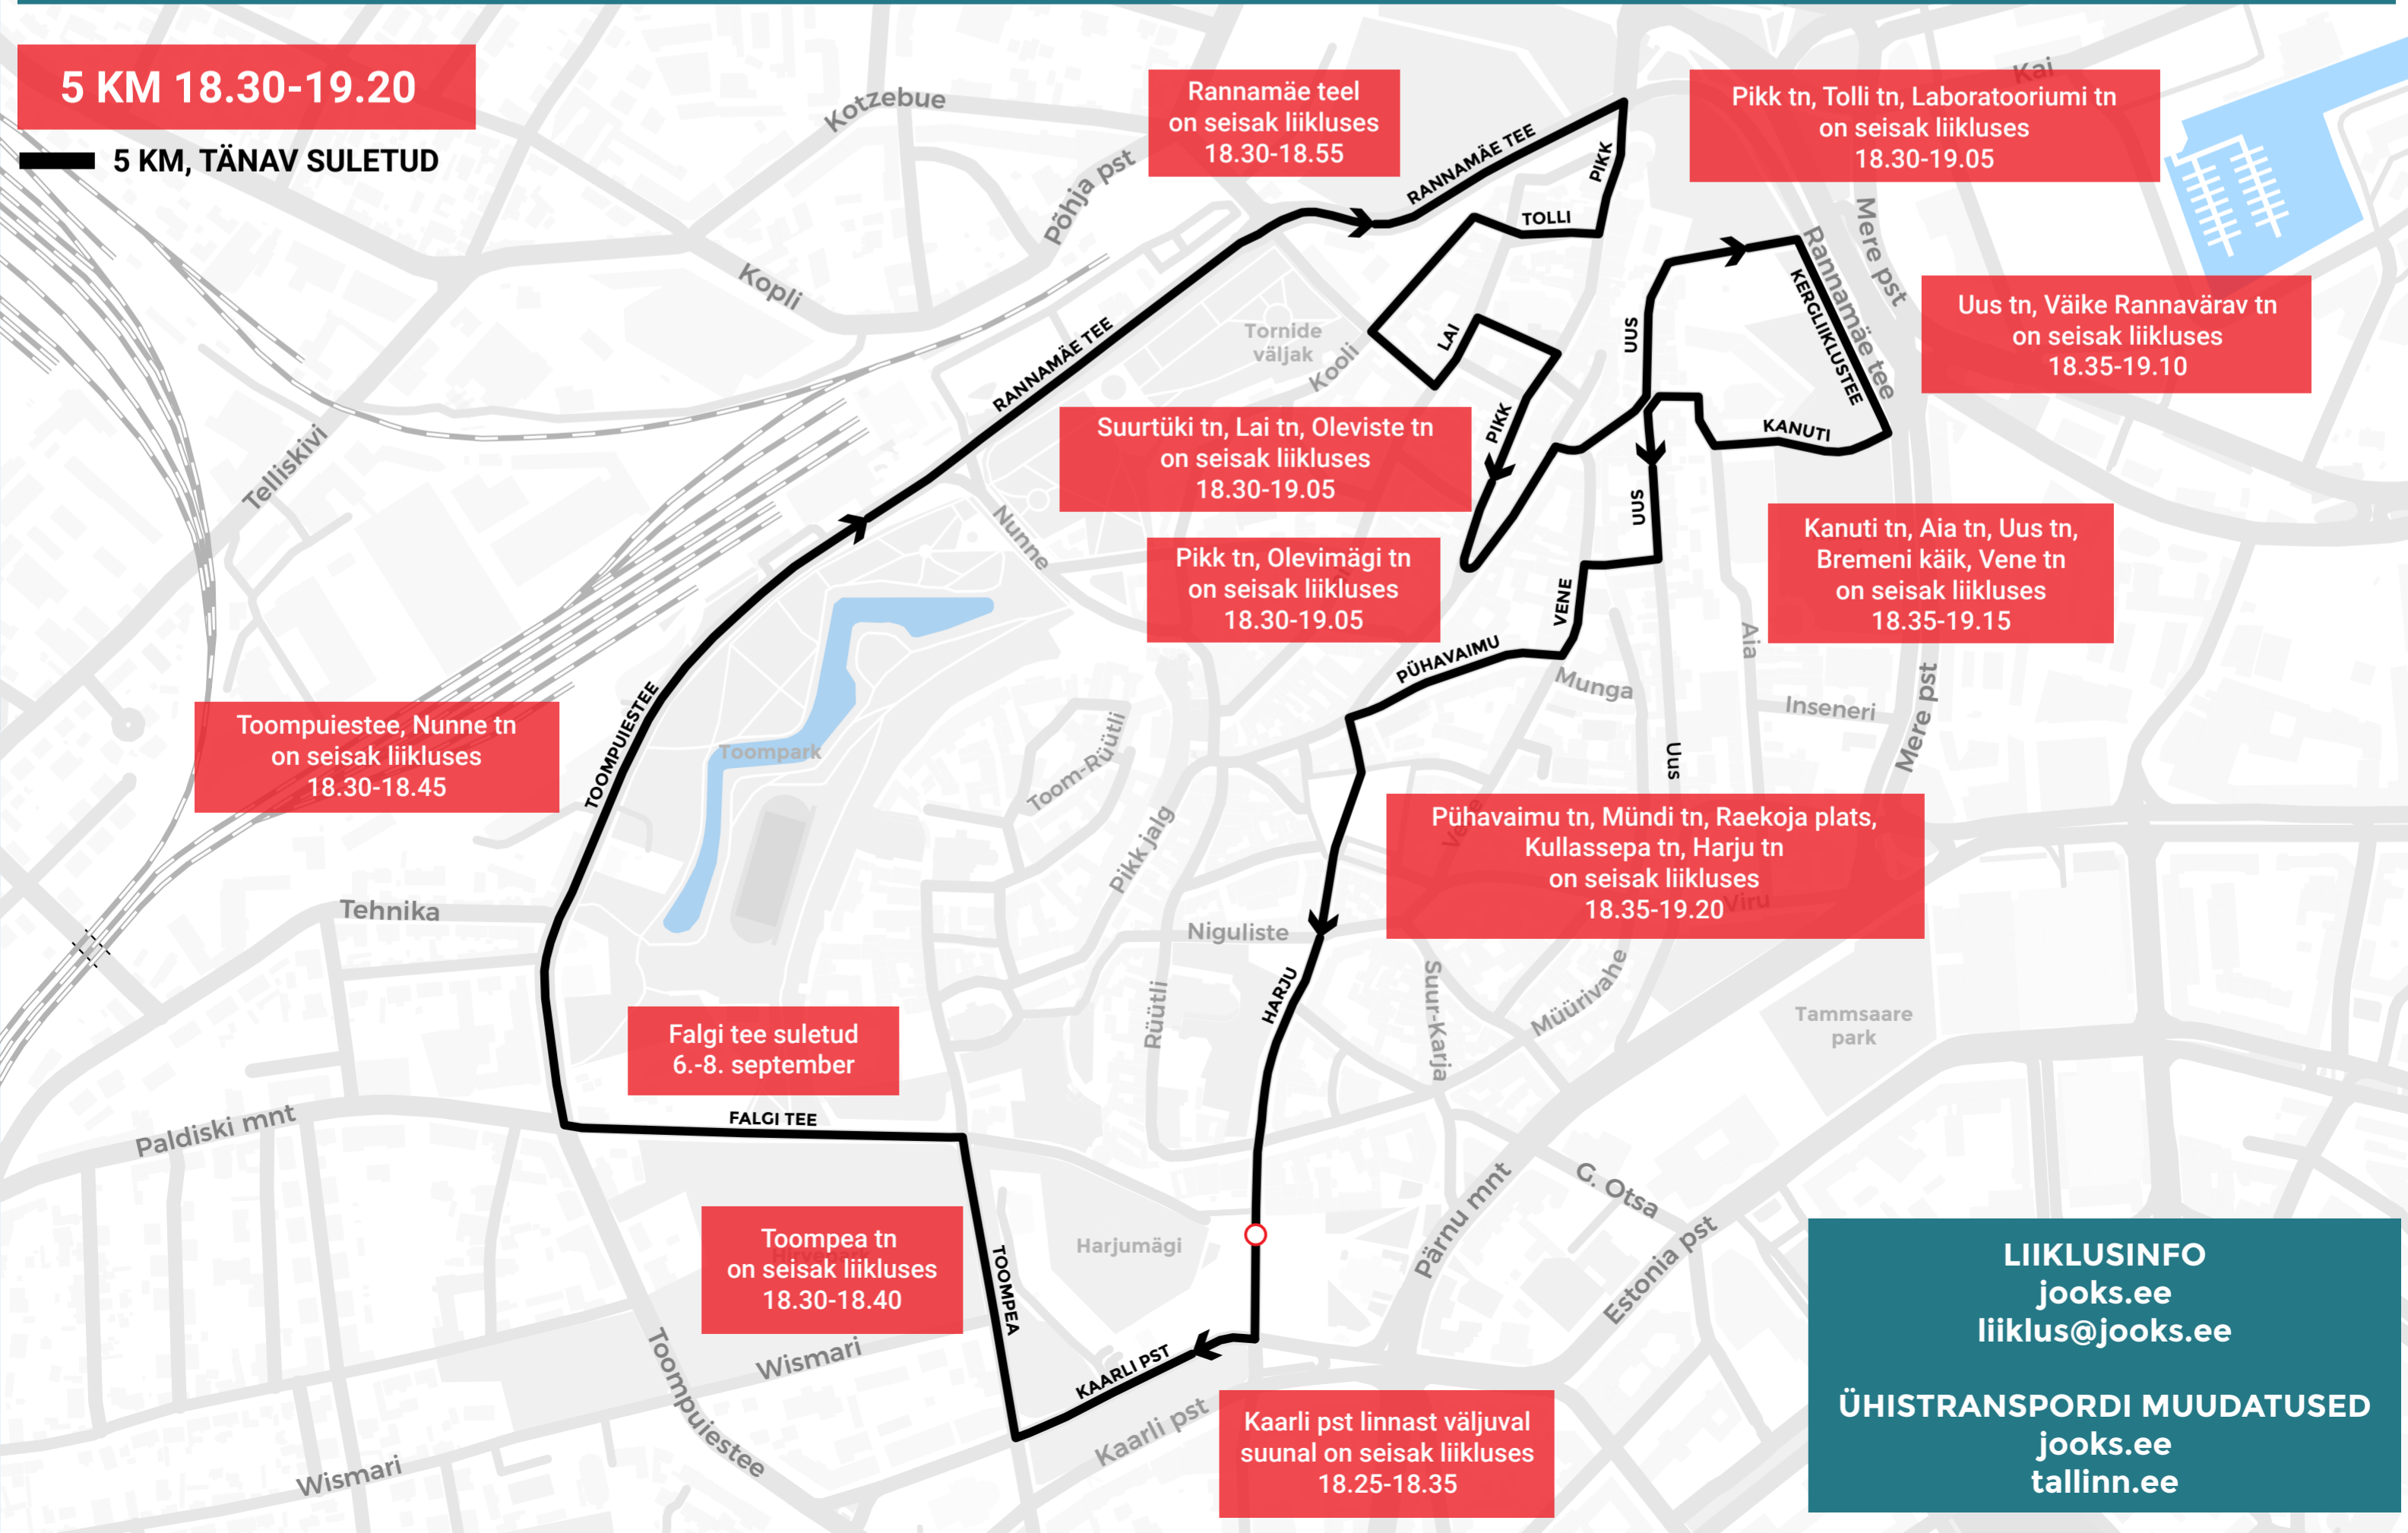 5 KM 18.30-19.20
5 KM, TÄNAV SULETUD
Kotzebue
Põhja pst
Kopli
Telliskivi
Rannamäe teel
on seisak liikluses
18.30-18.55
RANNAMÄE TEE
PIKK
TOLLI
Pikk tn, Tolli tn, Laboratooriumi tn
on seisak liikluses
18.30-19.05
Kai
Mere pst
Rannamäe tee
KERGLIIKLUSTEE
Uus tn, Väike Rannavärav tn
on seisak liikluses
18.35-19.10
RANNAMÄE TEE
Tornide
väljak
Kooli
LAI
UUS
PIKK
KANUTI
Suurtüki tn, Lai tn, Oleviste tn
on seisak liikluses
18.30-19.05
Nunne
UUS
Pikk tn, Olevimägi tn
on seisak liikluses
18.30-19.05
VENE
Kanuti tn, Aia tn, Uus tn,
Bremeni käik, Vene tn
on seisak liikluses
18.35-19.15
PÜHAVAIMU
Munga
Aia
Inseneri
Mere pst
Uus
Toompuiestee, Nunne tn
on seisak liikluses
18.30-18.45
TOOMPUIESTEE
Toompark
Toom-Rüütli
Pikk jalg
Pühavaimu tn, Mündi tn, Raekoja plats,
Kullassepa tn, Harju tn
on seisak liikluses
18.35-19.20
Viru
Tehnika
Niguliste
HARJU
Rüütli
Suur-Karja
Müürivahe
Tammsaare
park
Falgi tee suletud
6.-8. september
FALGI TEE
Paldiski mnt
Toompea tn
Hirvepark
on seisak liikluses
18.30-18.40
TOOMPEA
Harjumägi
Pärnu mnt
G. Otsa
Estonia pst
Wismari
Toompuiestee
KAARLI PST
Kaarli pst
Wismari
Kaarli pst linnast väljuval
suunal on seisak liikluses
18.25-18.35
LIIKLUSINFO
jooks.ee
liiklus@jooks.ee
ÜHISTRANSPORDI MUUDATUSED
jooks.ee
tallinn.ee